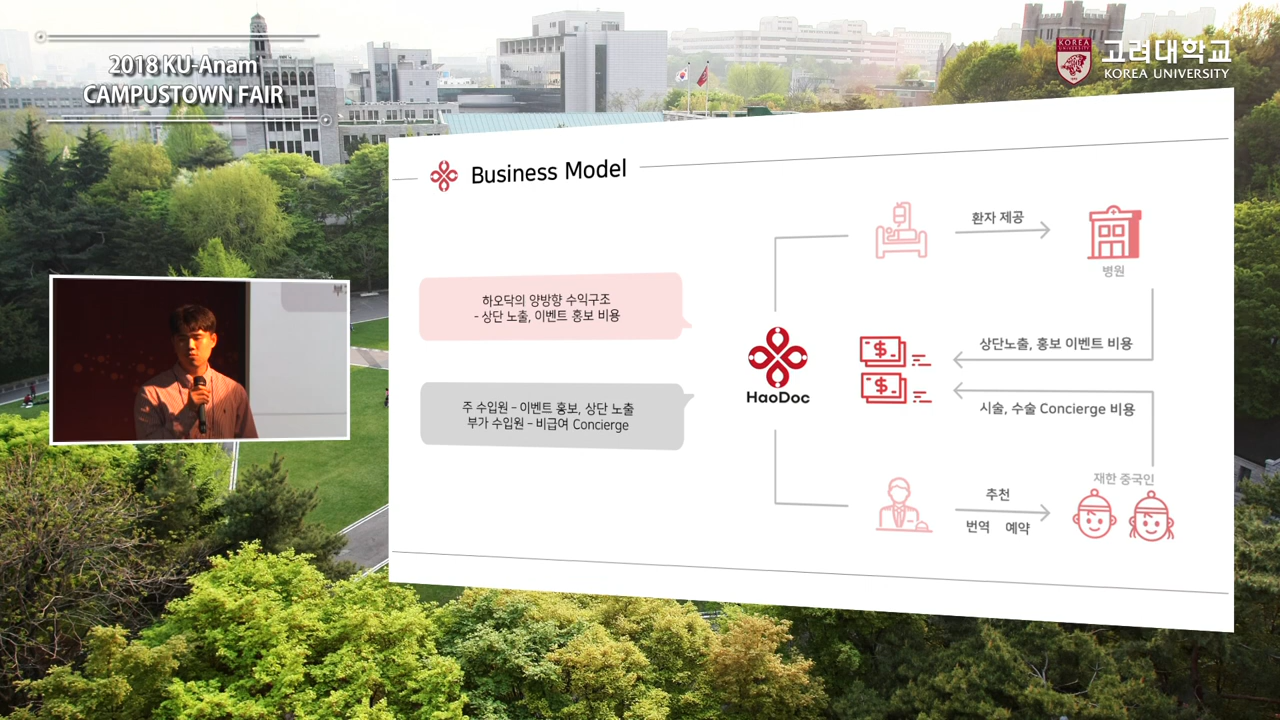 2018 KU-Anam
CAMPUSTOWN FAIR
KOREA
고려대학교
KOREA UNIVERSITY
Business Model
하오닥의 양방향 수익구조
- 상단 노출, 이벤트 홍보 비용
주 수입원 – 이벤트 홍보, 상단 노출
부가 수입원 – 비급여 Concierge
HaoDoc
환자 제공
병원
상단노출, 홍보 이벤트 비용
시술, 수술 Concierge 비용
재한 중국인
추천
번역 예약